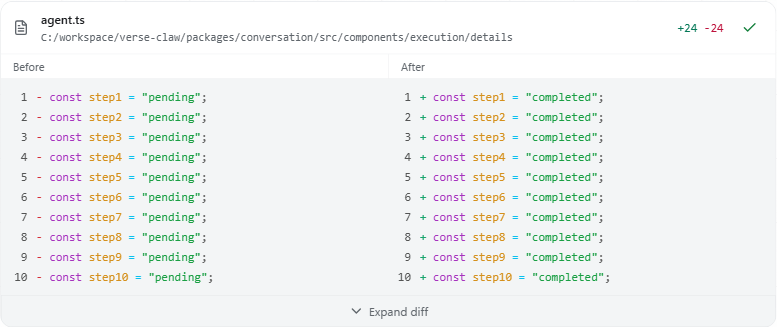 agent.ts
C:/workspace/verse-claw/packages/conversation/src/components/execution/details
+24 -24
Before
After
1 - const step1 = "pending";
2 - const step2 = "pending";
3 - const step3 = "pending";
4 - const step4 = "pending";
5 - const step5 = "pending";
6 - const step6 = "pending";
7 - const step7 = "pending";
8 - const step8 = "pending";
9 - const step9 = "pending";
10 - const step10 = "pending";
1 + const step1 = "completed";
2 + const step2 = "completed";
3 + const step3 = "completed";
4 + const step4 = "completed";
5 + const step5 = "completed";
6 + const step6 = "completed";
7 + const step7 = "completed";
8 + const step8 = "completed";
9 + const step9 = "completed";
10 + const step10 = "completed";
Expand diff